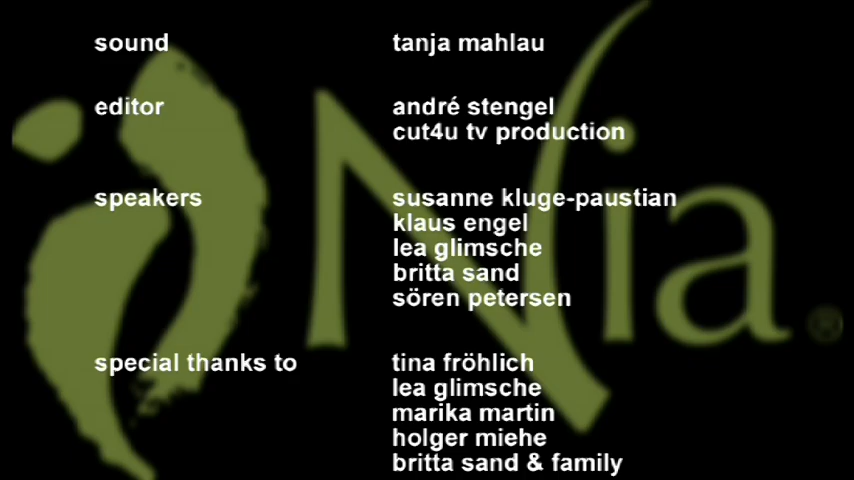 sound tanja mahlau
editor andré stengel
cut4u tv production
speakers susanne kluge-paustian
klaus engel
lea glimsche
britta sand
sören petersen
special thanks to tina fröhlich
lea glimsche
marika martin
holger miehe
britta sand & family
Nia ®